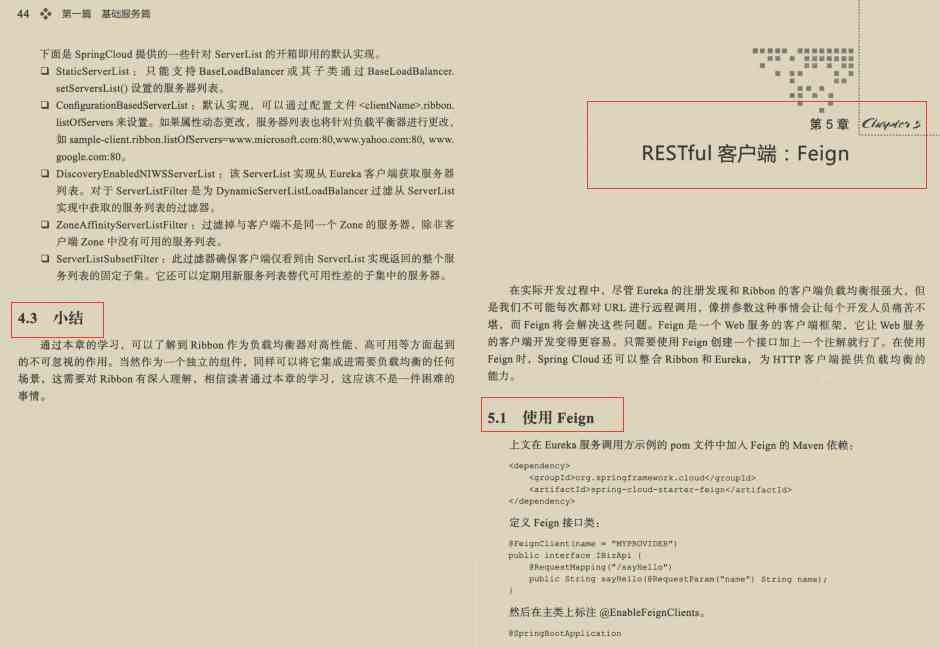 44 第一篇 基础服务篇
下面是 SpringCloud 提供的一些针对 ServerList 的开箱即用的默认实现。
❑ StaticServerList：只能支持 BaseLoadBalancer 或其子类通过 BaseLoadBalancer.
setServersList() 设置的服务器列表。
❑ ConfigurationBasedServerList：默认实现，可以通过配置文件 <clientName>.ribbon.
listOfServers 来设置。如果属性动态更改，服务器列表也将针对负载平衡器进行更改，
如 sample-client.ribbon.listOfServers=www.microsoft.com:80,www.yahoo.com:80, www.
google.com:80。
❑ DiscoveryEnabledNIWSServerList：该 ServerList 实现从 Eureka 客户端获取服务器
列表。对于 ServerListFilter 是为 DynamicServerListLoadBalancer 过滤从 ServerList
实现中获取的服务列表的过滤器。
❑ ZoneAffinityServerListFilter：过滤掉与客户端不是同一个 Zone 的服务器，除非客
户端 Zone 中没有可用的服务列表。
❑ ServerListSubsetFilter：此过滤器确保客户端仅看到由 ServerList 实现返回的整个服
务列表的固定子集。它还可以定期用新服务列表替代可用性差的子集中的服务器。
4.3 小结
通过本章的学习，可以了解到 Ribbon 作为负载均衡器对高性能、高可用等方面起到
的不可忽视的作用。当然作为一个独立的组件，同样可以将它集成进需要负载均衡的任何
场景，这需要对 Ribbon 有深入理解，相信读者通过本章的学习，这应该不是一件困难的
事情。
第 5 章 Chapter 5
RESTful 客户端：Feign
在实际开发过程中，尽管 Eureka 的注册发现和 Ribbon 的客户端负载均衡很强大，但
是我们不可能每次都对 URL 进行远程调用，像拼参数这种事情会让每个开发人员痛苦不
堪，而 Feign 将会解决这些问题。Feign 是一个 Web 服务的客户端框架，它让 Web 服务
的客户端开发变得更容易。只需要使用 Feign 创建一个接口加上一个注解就行了。在使用
Feign 时，Spring Cloud 还可以整合 Ribbon 和 Eureka，为 HTTP 客户端提供负载均衡的
能力。
5.1 使用 Feign
上文在 Eureka 服务调用方示例的 pom 文件中加入 Feign 的 Maven 依赖：
<dependency>
<groupId>org.springframework.cloud</groupId>
<artifactId>spring-cloud-starter-feign</artifactId>
</dependency>
定义 Feign 接口类：
@FeignClient(name = "MYPROVIDER")
public interface IBizApi {
@RequestMapping("/sayHello")
public String sayHello(@RequestParam("name") String name);
}
然后在主类上标注 @EnableFeignClients。
@SpringBootApplication